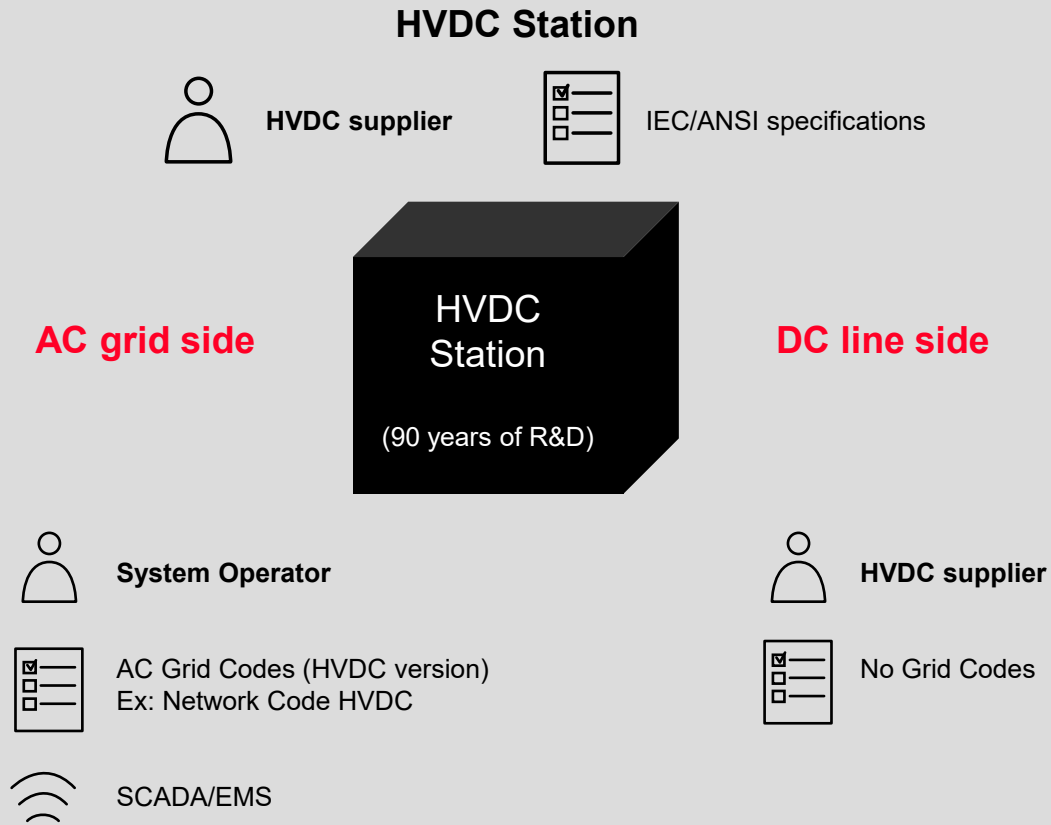 HVDC Station
HVDC supplier
IEC/ANSI specifications
HVDC
Station
(90 years of R&D)
AC grid side
DC line side
System Operator
AC Grid Codes (HVDC version)
Ex: Network Code HVDC
SCADA/EMS
HVDC supplier
No Grid Codes